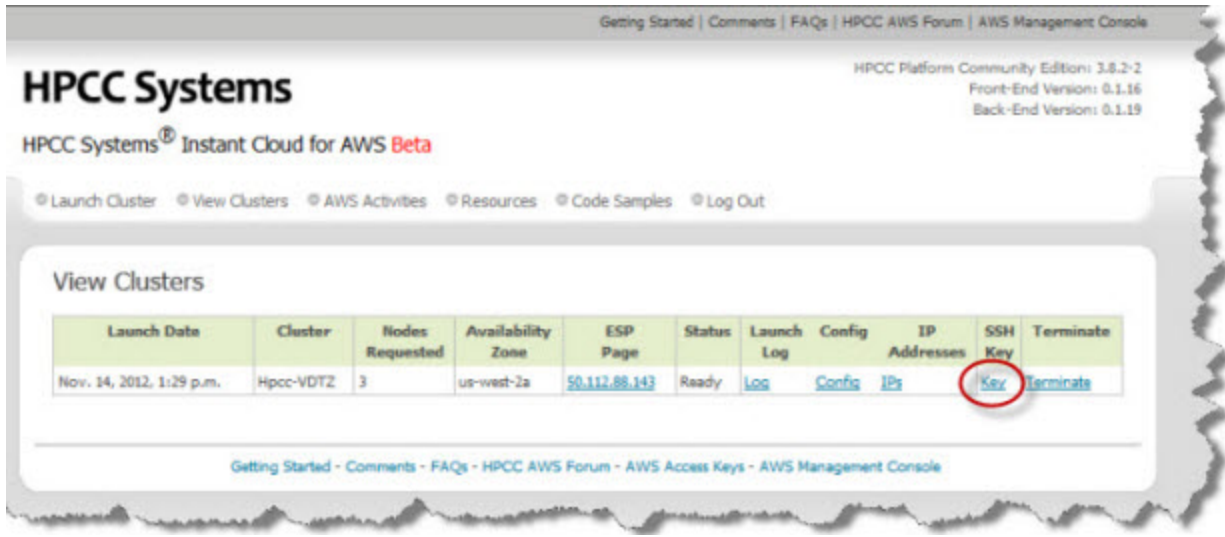 Getting Started | Comments | FAQs | HPCC AWS Forum | AWS Management Console
HPCC Platform Community Edition: 3.8.2-2
Front-End Version: 0.1.16
Back-End Version: 0.1.19
HPCC Systems
HPCC Systems® Instant Cloud for AWS Beta
Launch Cluster View Clusters AWS Activities Resources Code Samples Log Out
View Clusters
Launch Date Cluster Nodes Requested Availability Zone ESP Page Status Launch Log Config IP Addresses SSH Key Terminate
Nov. 14, 2012, 1:29 p.m. Hpcc-VDTZ 3 us-west-2a 50.112.88.143 Ready Log Config IPs Key Terminate
Getting Started - Comments - FAQs - HPCC AWS Forum - AWS Access Keys - AWS Management Console